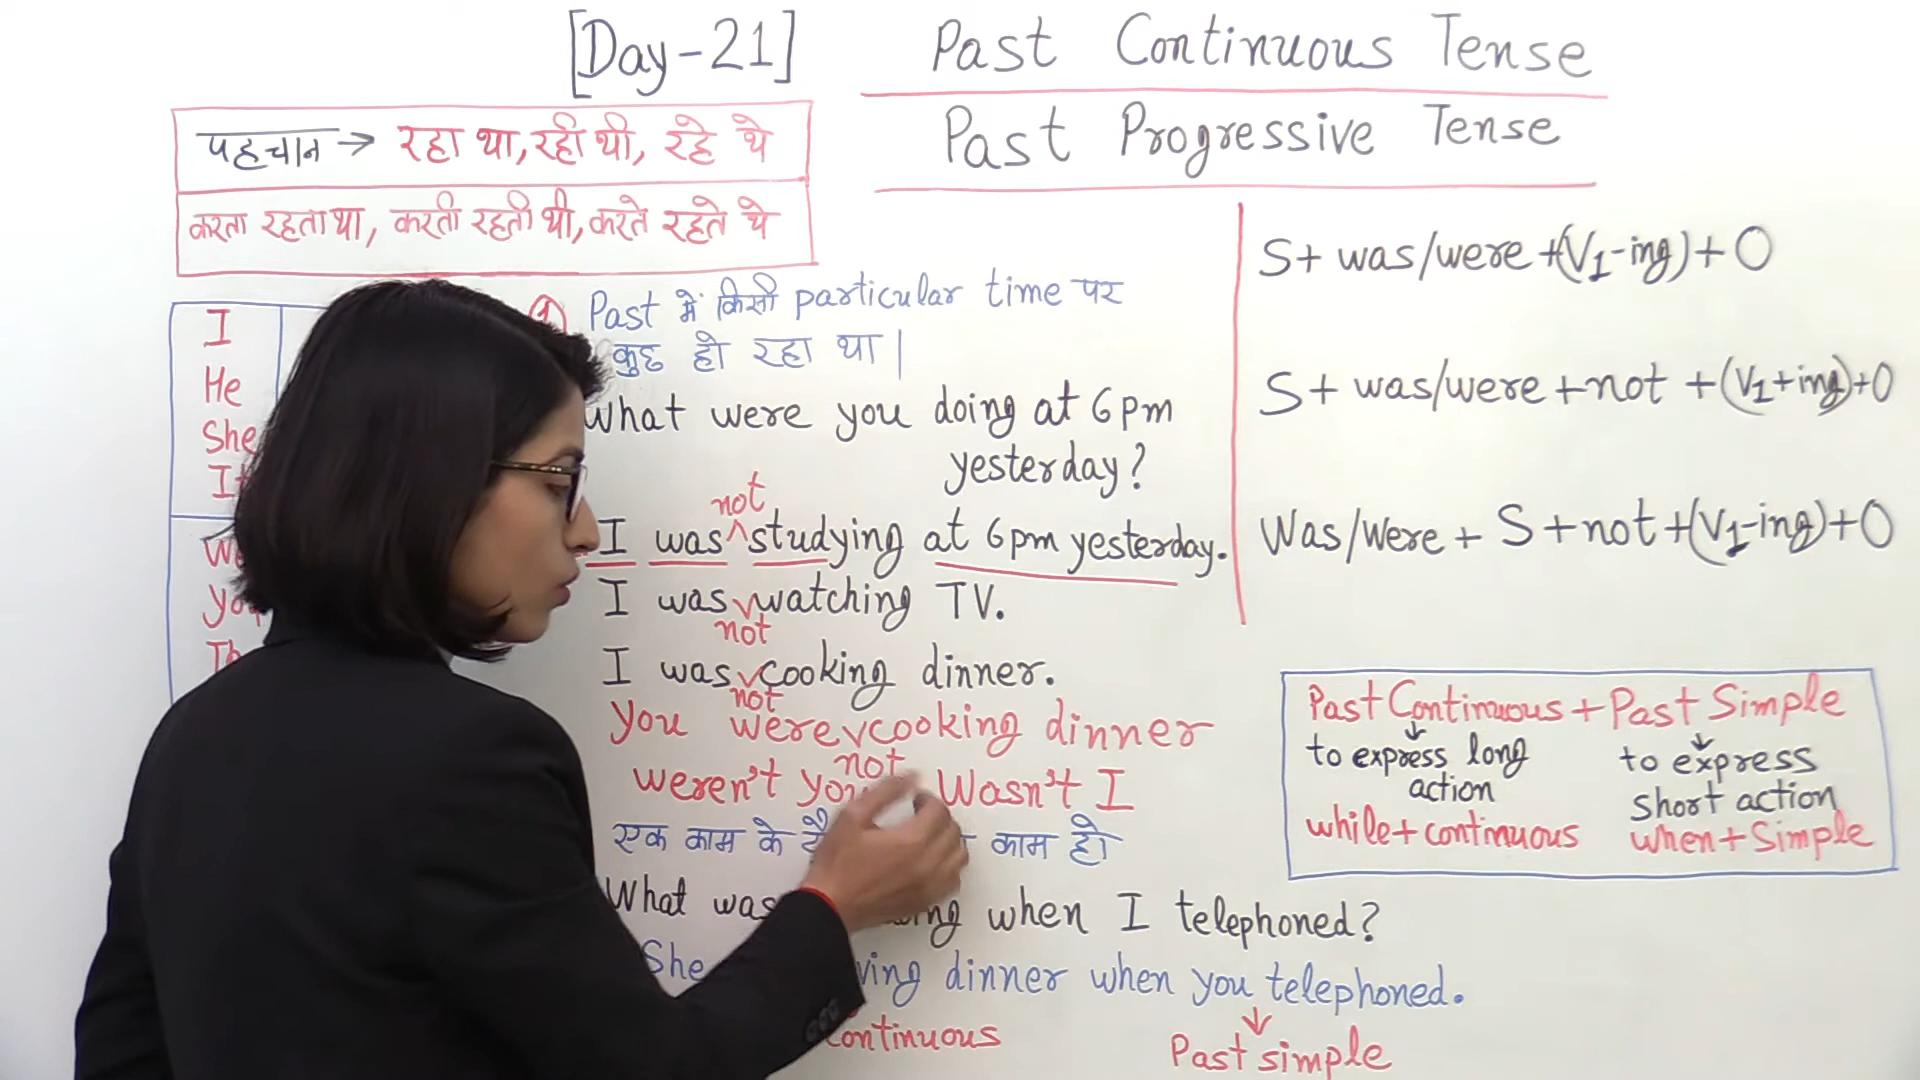 [Day-21]
Past Continuous Tense
Past Progressive Tense
पहचान → रहा था, रही थी, रहे थे
करता रहता था, करती रहती थी, करते रहते थे
I
He
She
It
Past में किसी particular time पर
कुछ हो रहा था |
What were you doing at 6pm
yesterday?
not
I was ^ studying at 6pm yesterday.
I was watching TV.
not
I was cooking dinner.
not
You were cooking dinner
not
weren't you Wasn't I
एक काम के काम हो
What was when I telephoned?
She dinner when you telephoned.
↓
Continuous Past simple
S+ was/were +(V1-ing)+O
S+ was/were +not +(V1+ing)+O
Was/Were + S+not+(V1-ing)+O
Past Continuous + Past Simple
↓ ↓
to express long to express
action short action
while+continuous when+Simple